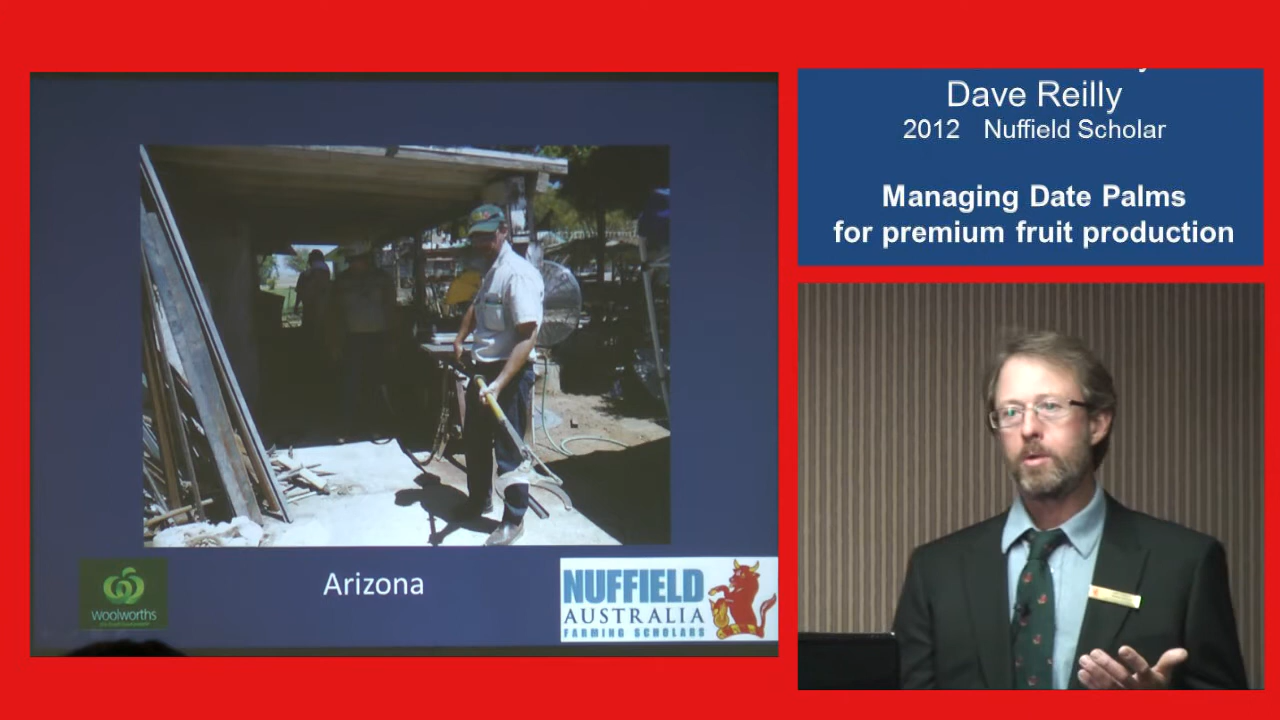 Dave Reilly
2012 Nuffield Scholar
Managing Date Palms
for premium fruit production
Arizona
woolworths
NUFFIELD
AUSTRALIA
FARMING SCHOLARS